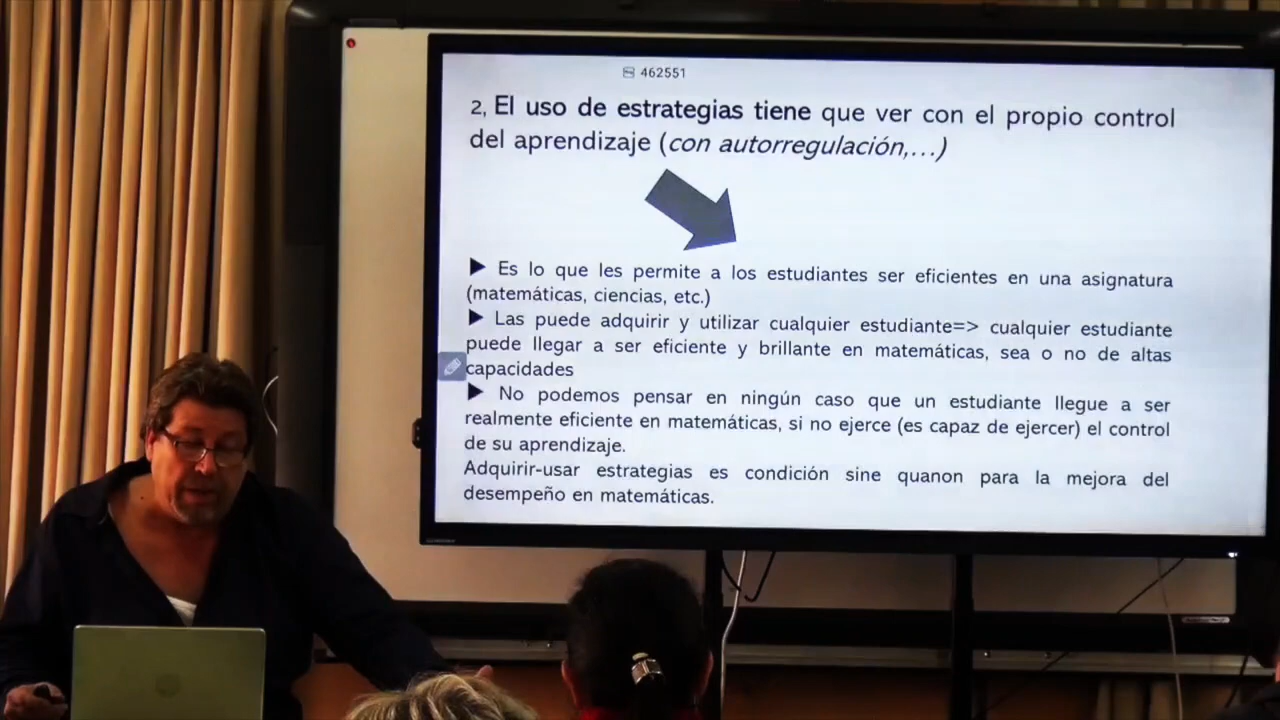 462551
2, El uso de estrategias tiene que ver con el propio control
del aprendizaje (con autorregulación,...)
▶ Es lo que les permite a los estudiantes ser eficientes en una asignatura
(matemáticas, ciencias, etc.)
▶ Las puede adquirir y utilizar cualquier estudiante=> cualquier estudiante
puede llegar a ser eficiente y brillante en matemáticas, sea o no de altas
capacidades
▶ No podemos pensar en ningún caso que un estudiante llegue a ser
realmente eficiente en matemáticas, si no ejerce (es capaz de ejercer) el control
de su aprendizaje.
Adquirir-usar estrategias es condición sine quanon para la mejora del
desempeño en matemáticas.